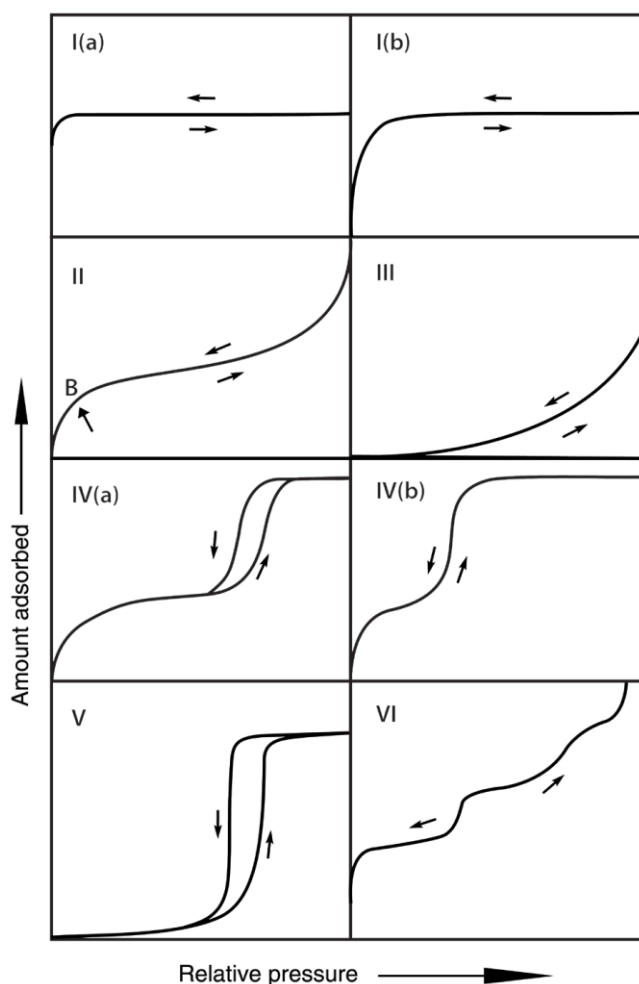 I(a)
I(b)
II
III
B
IV(a)
IV(b)
V
VI
Amount adsorbed
Relative pressure